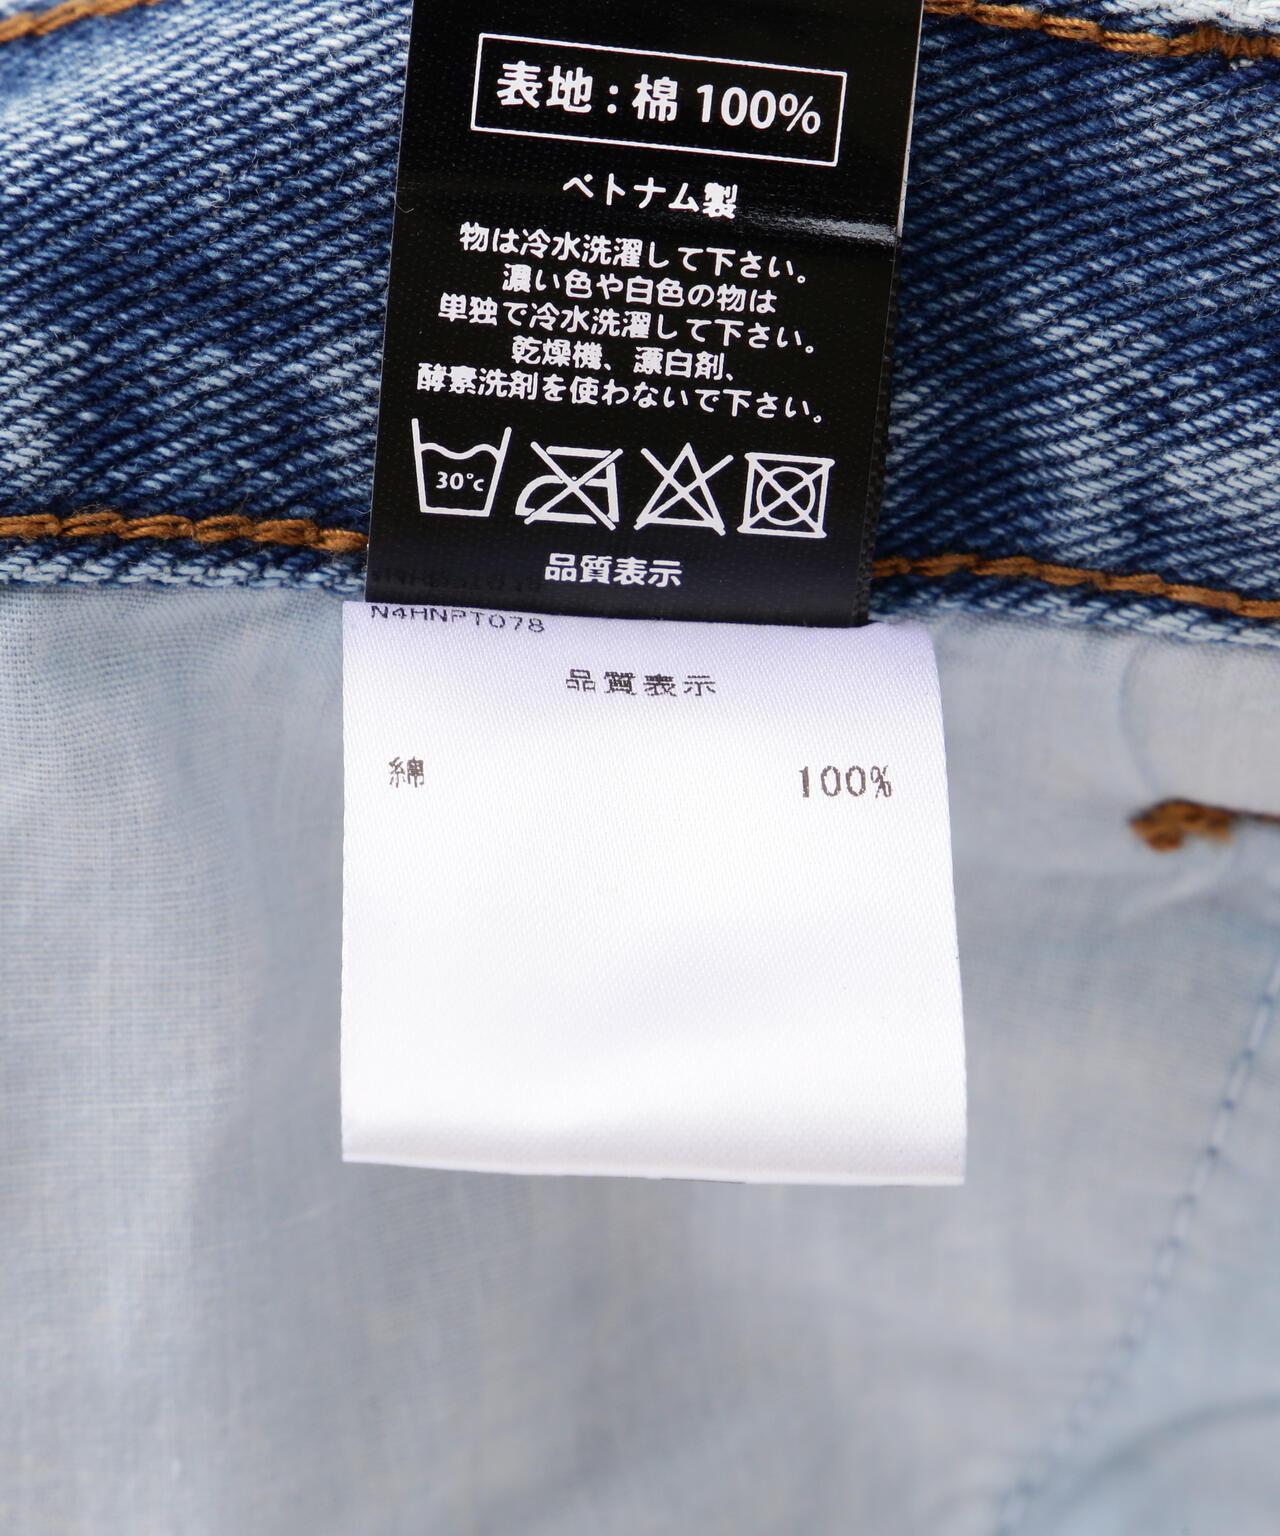 表地：棉 100%
ベトナム製
物は冷水洗濯して下さい。
濃い色や白色の物は
単独で冷水洗濯して下さい。
乾燥機、漂白剤、
酵素洗剤を使わないで下さい。
30°c
品質表示
N4HNPT078
品質表示
綿 100%